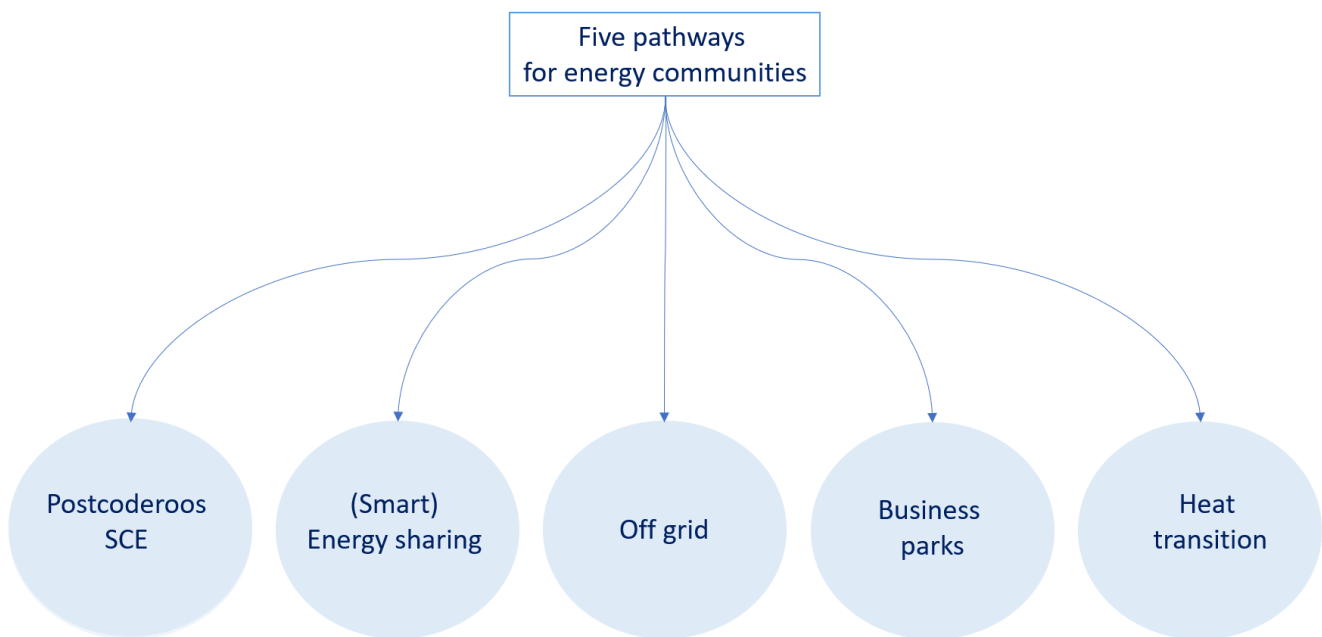 Five pathways
for energy communities
Postcoderoos
SCE
(Smart)
Energy sharing
Off grid
Business
parks
Heat
transition